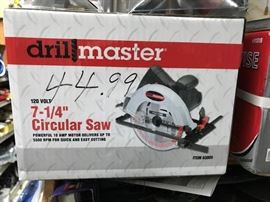 drillmaster
44.99
120 VOLT
7-1/4"
Circular Saw
POWERFUL 10 AMP MOTOR DELIVERS UP TO
5500 RPM FOR QUICK AND EASY CUTTING